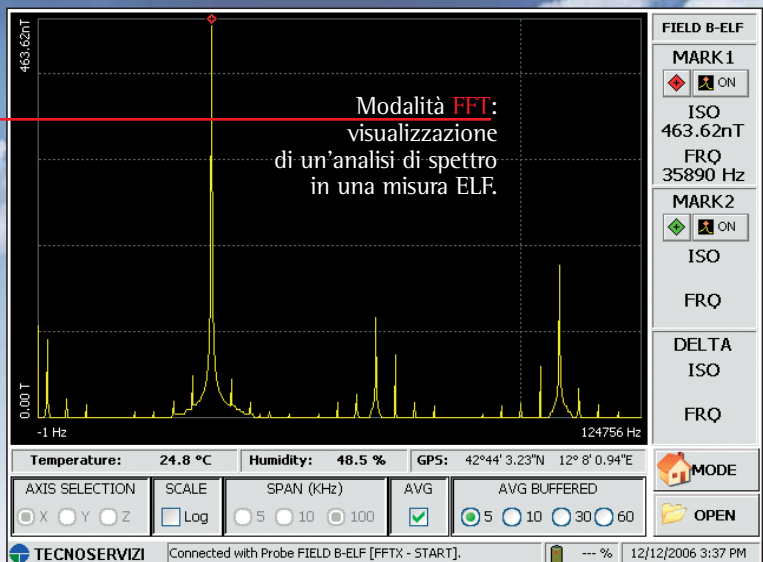 463.62nT
0.00 T
-1 Hz
124756 Hz
Modalità FFT:
visualizzazione
di un'analisi di spettro
in una misura ELF.
FIELD B-ELF
MARK1
ON
ISO
463.62nT
FRQ
35890 Hz
MARK2
ON
ISO
FRQ
DELTA
ISO
FRQ
MODE
OPEN
Temperature: 24.8 °C Humidity: 48.5 % GPS: 42°44' 3.23"N 12° 8' 0.94"E
AXIS SELECTION
X Y Z
SCALE
Log
SPAN (KHz)
5 10 100
AVG
AVG BUFFERED
5 10 30 60
TECNOSERVIZI Connected with Probe FIELD B-ELF [FFTX - START]. --- % 12/12/2006 3:37 PM